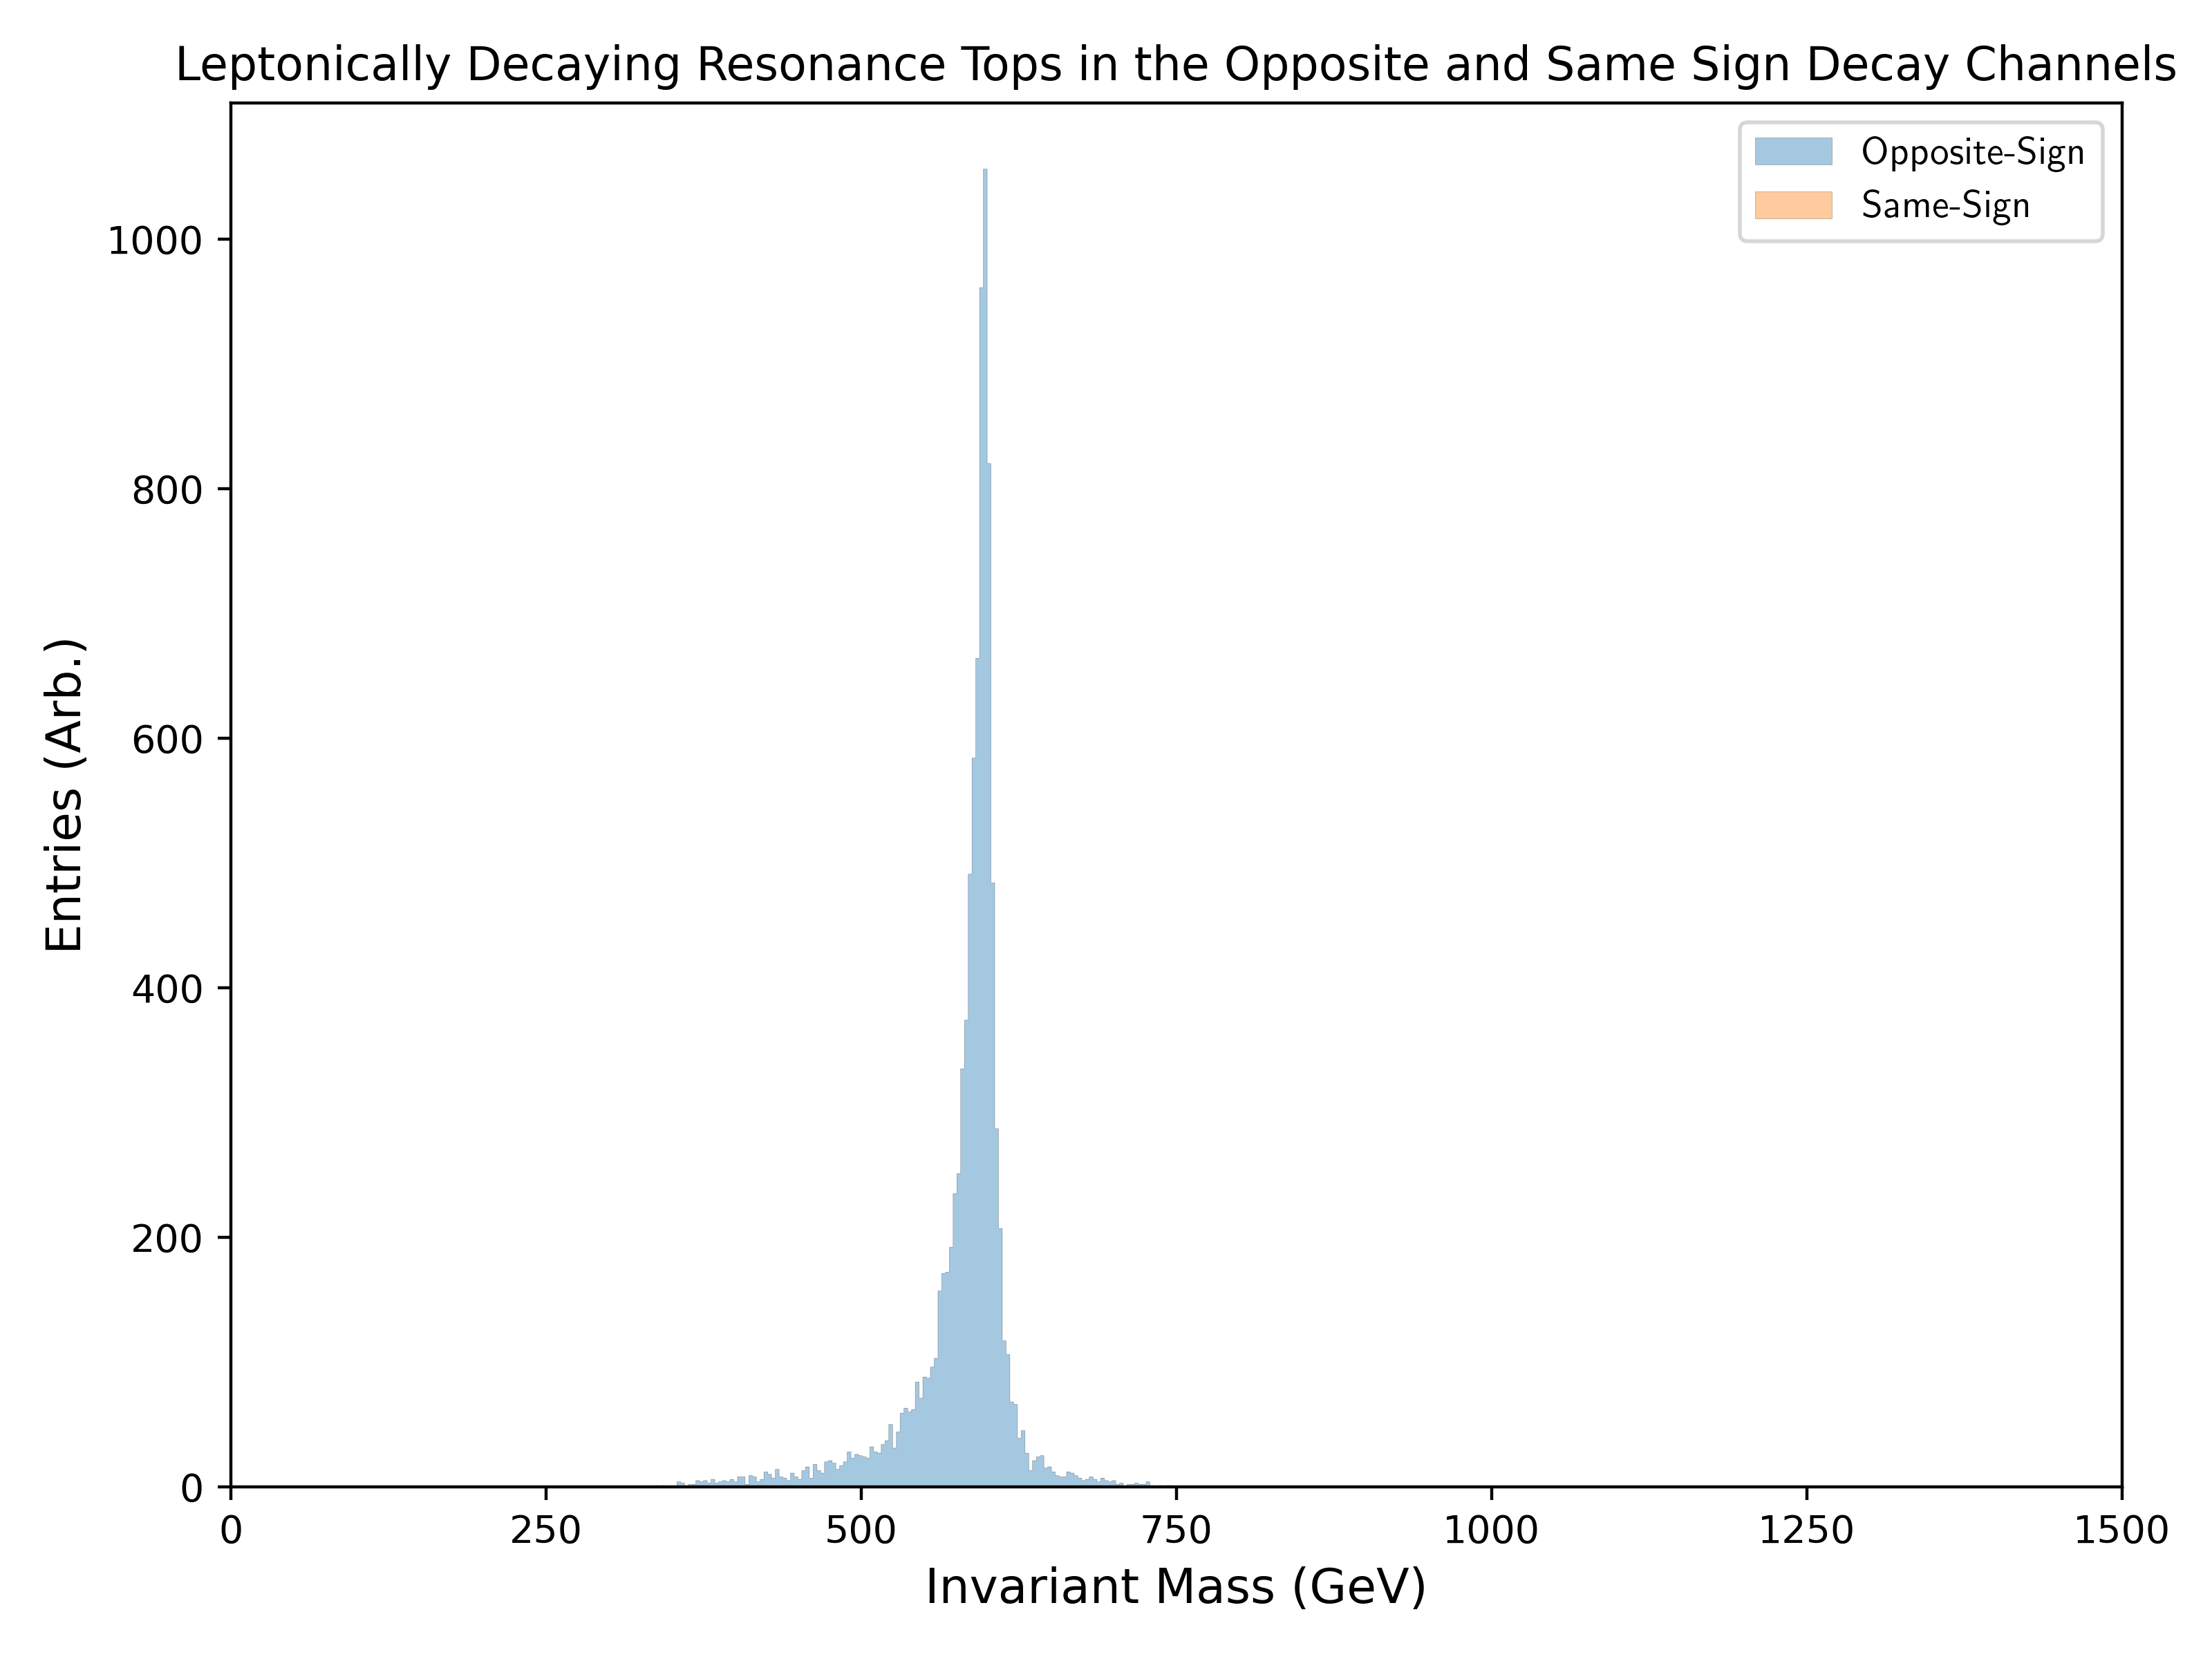 Leptonically Decaying Resonance Tops in the Opposite and Same Sign Decay Channels
Opposite-Sign
Same-Sign
Entries (Arb.)
1000
800
600
400
200
0
0 250 500 750 1000 1250 1500
Invariant Mass (GeV)